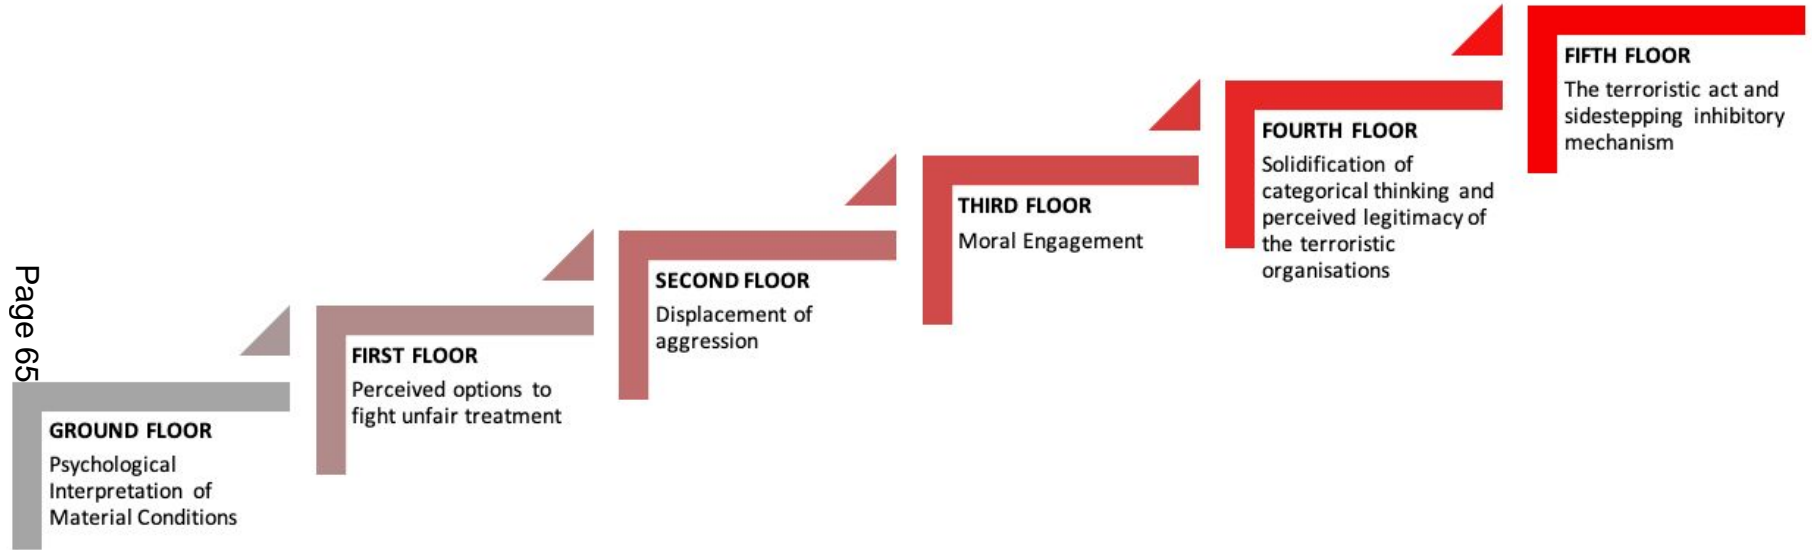 Page 65
GROUND FLOOR
Psychological
Interpretation of
Material Conditions
FIRST FLOOR
Perceived options to
fight unfair treatment
SECOND FLOOR
Displacement of
aggression
THIRD FLOOR
Moral Engagement
FOURTH FLOOR
Solidification of
categorical thinking and
perceived legitimacy of
the terroristic
organisations
FIFTH FLOOR
The terroristic act and
sidestepping inhibitory
mechanism